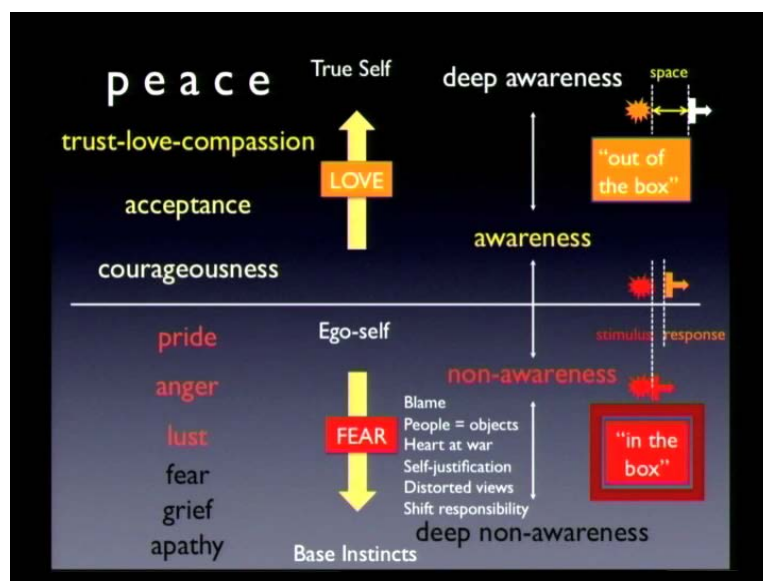 peace
True Self
deep awareness
space
trust-love-compassion
LOVE
"out of
the box"
acceptance
awareness
courageousness
Ego-self
stimulus
response
pride
non-awareness
anger
Blame
People = objects
Heart at war
Self-justification
Distorted views
Shift responsibility
FEAR
"in the
box"
lust
fear
grief
apathy
deep non-awareness
Base Instincts